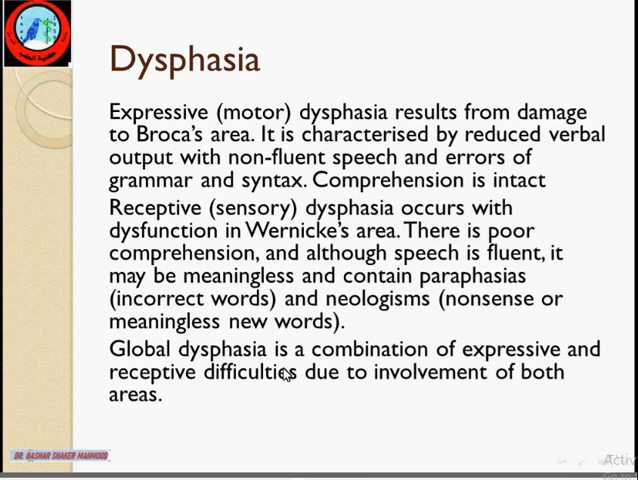 Dysphasia
Expressive (motor) dysphasia results from damage
to Broca's area. It is characterised by reduced verbal
output with non-fluent speech and errors of
grammar and syntax. Comprehension is intact
Receptive (sensory) dysphasia occurs with
dysfunction in Wernicke's area. There is poor
comprehension, and although speech is fluent, it
may be meaningless and contain paraphasias
(incorrect words) and neologisms (nonsense or
meaningless new words).
Global dysphasia is a combination of expressive and
receptive difficulties due to involvement of both
areas.
DR. BASHAR SHAKER MAHMOOD
Activ
Go to